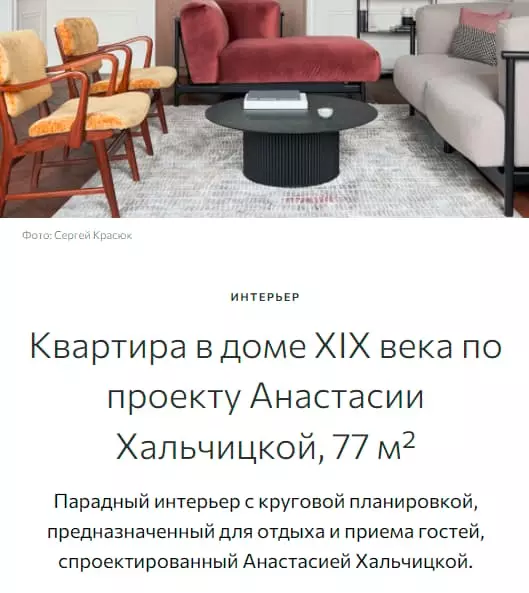 Фото: Сергей Красюк
ИНТЕРЬЕР
Квартира в доме XIX века по
проекту Анастасии
Хальчицкой, 77 м²
Парадный интерьер с круговой планировкой,
предназначенный для отдыха и приема гостей,
спроектированный Анастасией Хальчицкой.